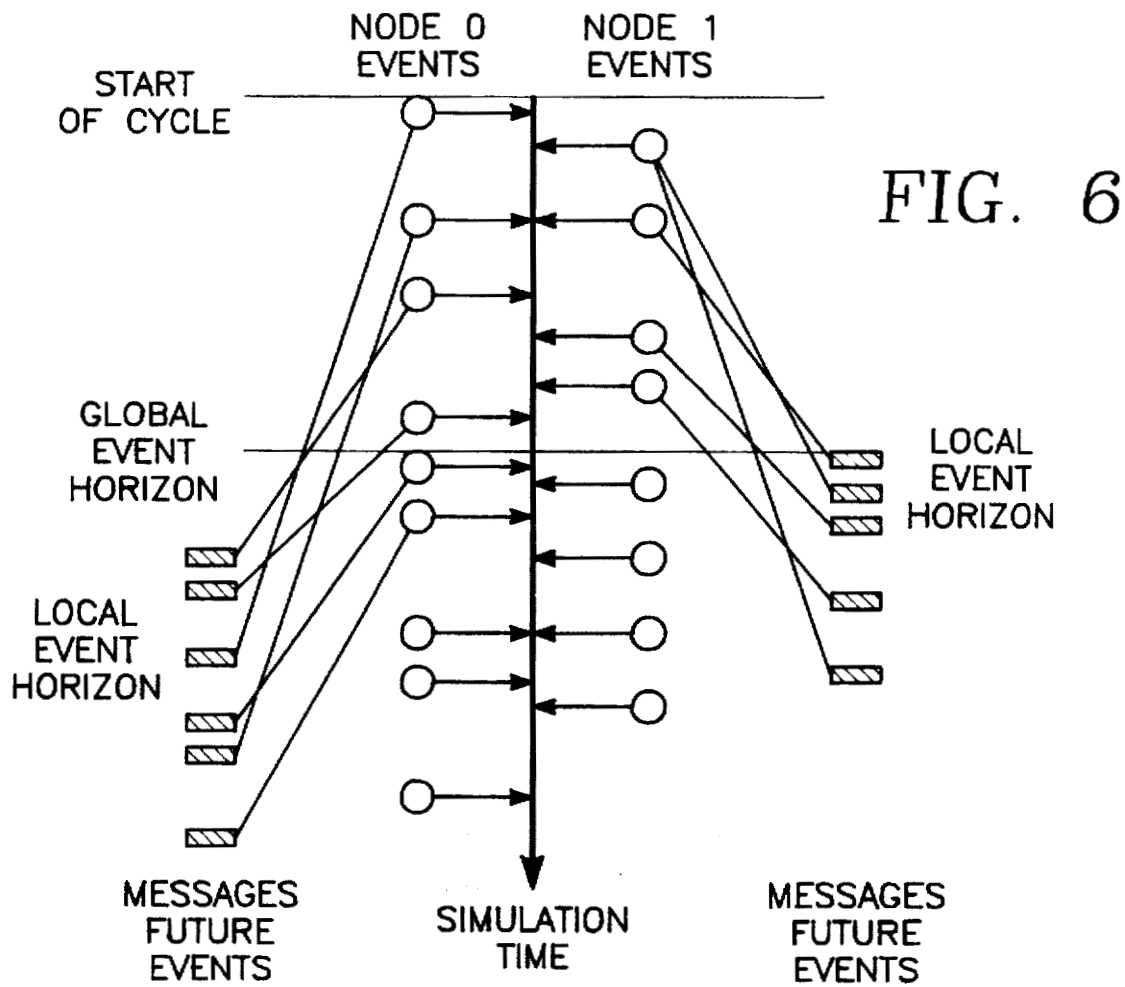 NODE 0
EVENTS
NODE 1
EVENTS
START
OF CYCLE
FIG. 6
GLOBAL
EVENT
HORIZON
LOCAL
EVENT
HORIZON
LOCAL
EVENT
HORIZON
MESSAGES
FUTURE
EVENTS
SIMULATION
TIME
MESSAGES
FUTURE
EVENTS